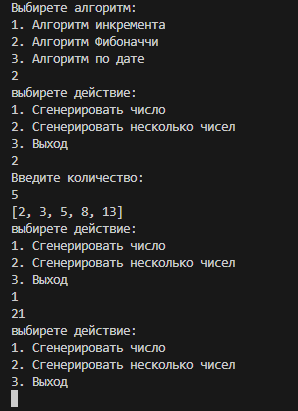 Выбирете алгоритм:
1. Алгоритм инкремента
2. Алгоритм Фибоначчи
3. Алгоритм по дате
2
выбирете действие:
1. Сгенерировать число
2. Сгенерировать несколько чисел
3. Выход
2
Введите количество:
5
[2, 3, 5, 8, 13]
выбирете действие:
1. Сгенерировать число
2. Сгенерировать несколько чисел
3. Выход
1
21
выбирете действие:
1. Сгенерировать число
2. Сгенерировать несколько чисел
3. Выход